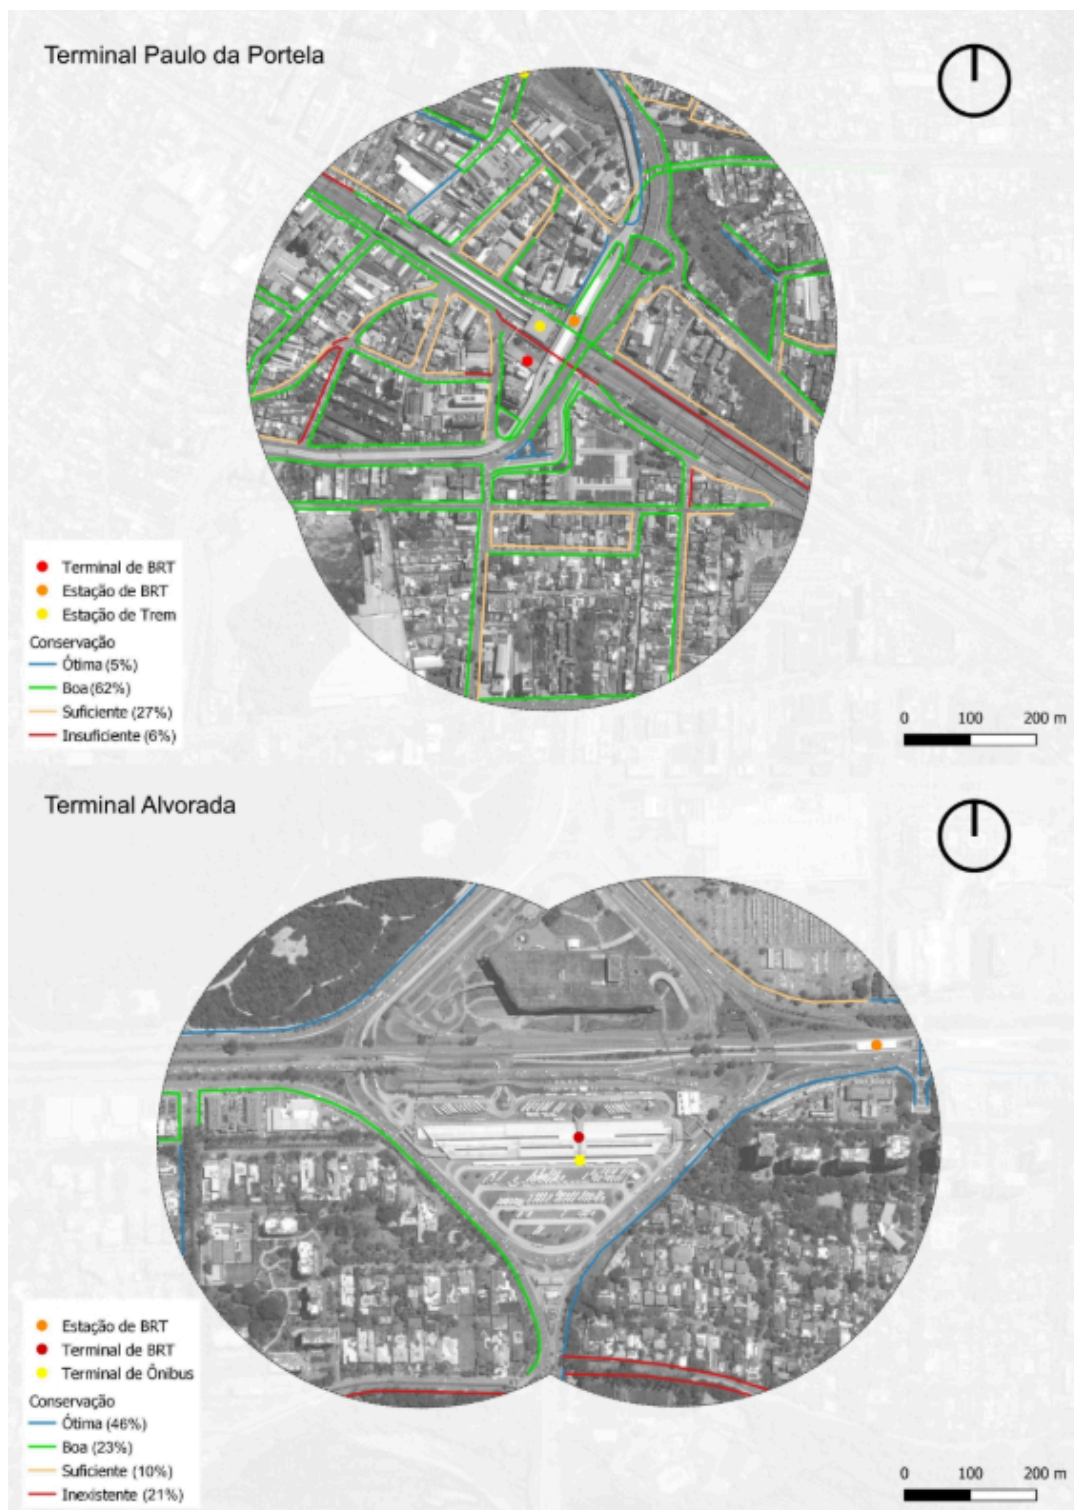 Terminal Paulo da Portela
Terminal de BRT
Estação de BRT
Estação de Trem
Conservação
Ótima (5%)
Boa (62%)
Suficiente (27%)
Insuficiente (6%)
0 100 200 m
Terminal Alvorada
Estação de BRT
Terminal de BRT
Terminal de Ônibus
Conservação
Ótima (46%)
Boa (23%)
Suficiente (10%)
Inexistente (21%)
0 100 200 m